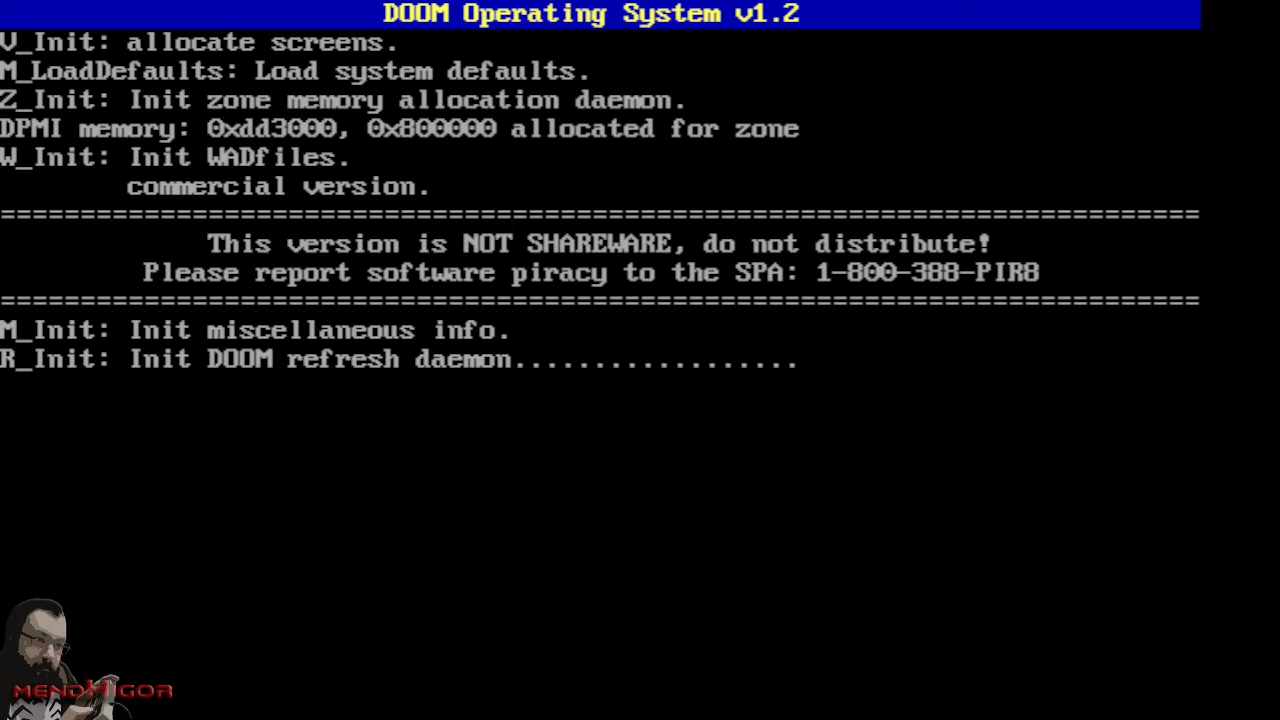 DOOM Operating System v1.2
V_Init: allocate screens.
M_LoadDefaults: Load system defaults.
Z_Init: Init zone memory allocation daemon.
DPMI memory: 0xdd3000, 0x800000 allocated for zone
W_Init: Init WADfiles.
commercial version.
===========================================================================
This version is NOT SHAREWARE, do not distribute!
Please report software piracy to the SPA: 1-800-388-PIR8
===========================================================================
M_Init: Init miscellaneous info.
R_Init: Init DOOM refresh daemon..................